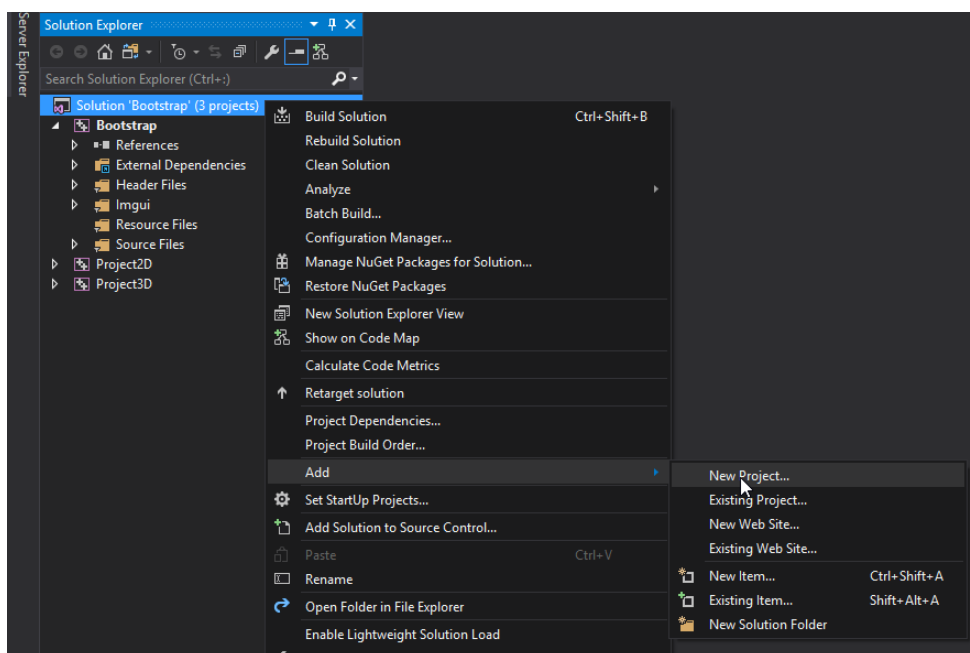 Server Explorer
Solution Explorer
Search Solution Explorer (Ctrl+:)
Solution 'Bootstrap' (3 projects)
Bootstrap
References
External Dependencies
Header Files
Imgui
Resource Files
Source Files
Project2D
Project3D
Build Solution Ctrl+Shift+B
Rebuild Solution
Clean Solution
Analyze
Batch Build...
Configuration Manager...
Manage NuGet Packages for Solution...
Restore NuGet Packages
New Solution Explorer View
Show on Code Map
Calculate Code Metrics
Retarget solution
Project Dependencies...
Project Build Order...
Add
Set StartUp Projects...
Add Solution to Source Control...
Paste Ctrl+V
Rename
Open Folder in File Explorer
Enable Lightweight Solution Load
New Project...
Existing Project...
New Web Site...
Existing Web Site...
New Item... Ctrl+Shift+A
Existing Item... Shift+Alt+A
New Solution Folder